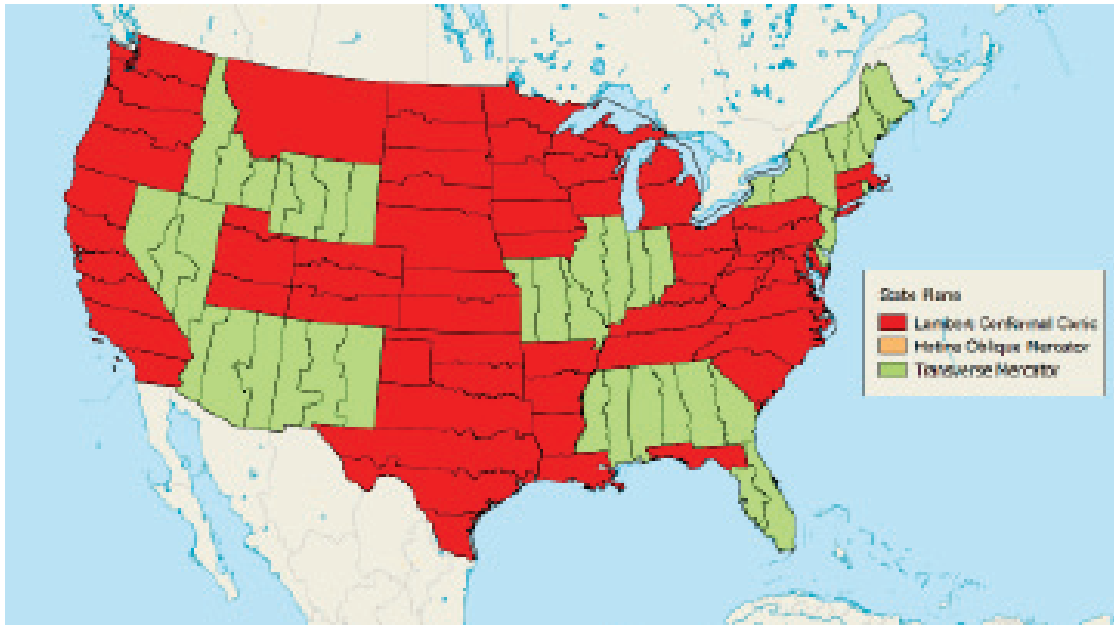 State Plane
Lambert Conformal Conic
Hotine Oblique Mercator
Transverse Mercator